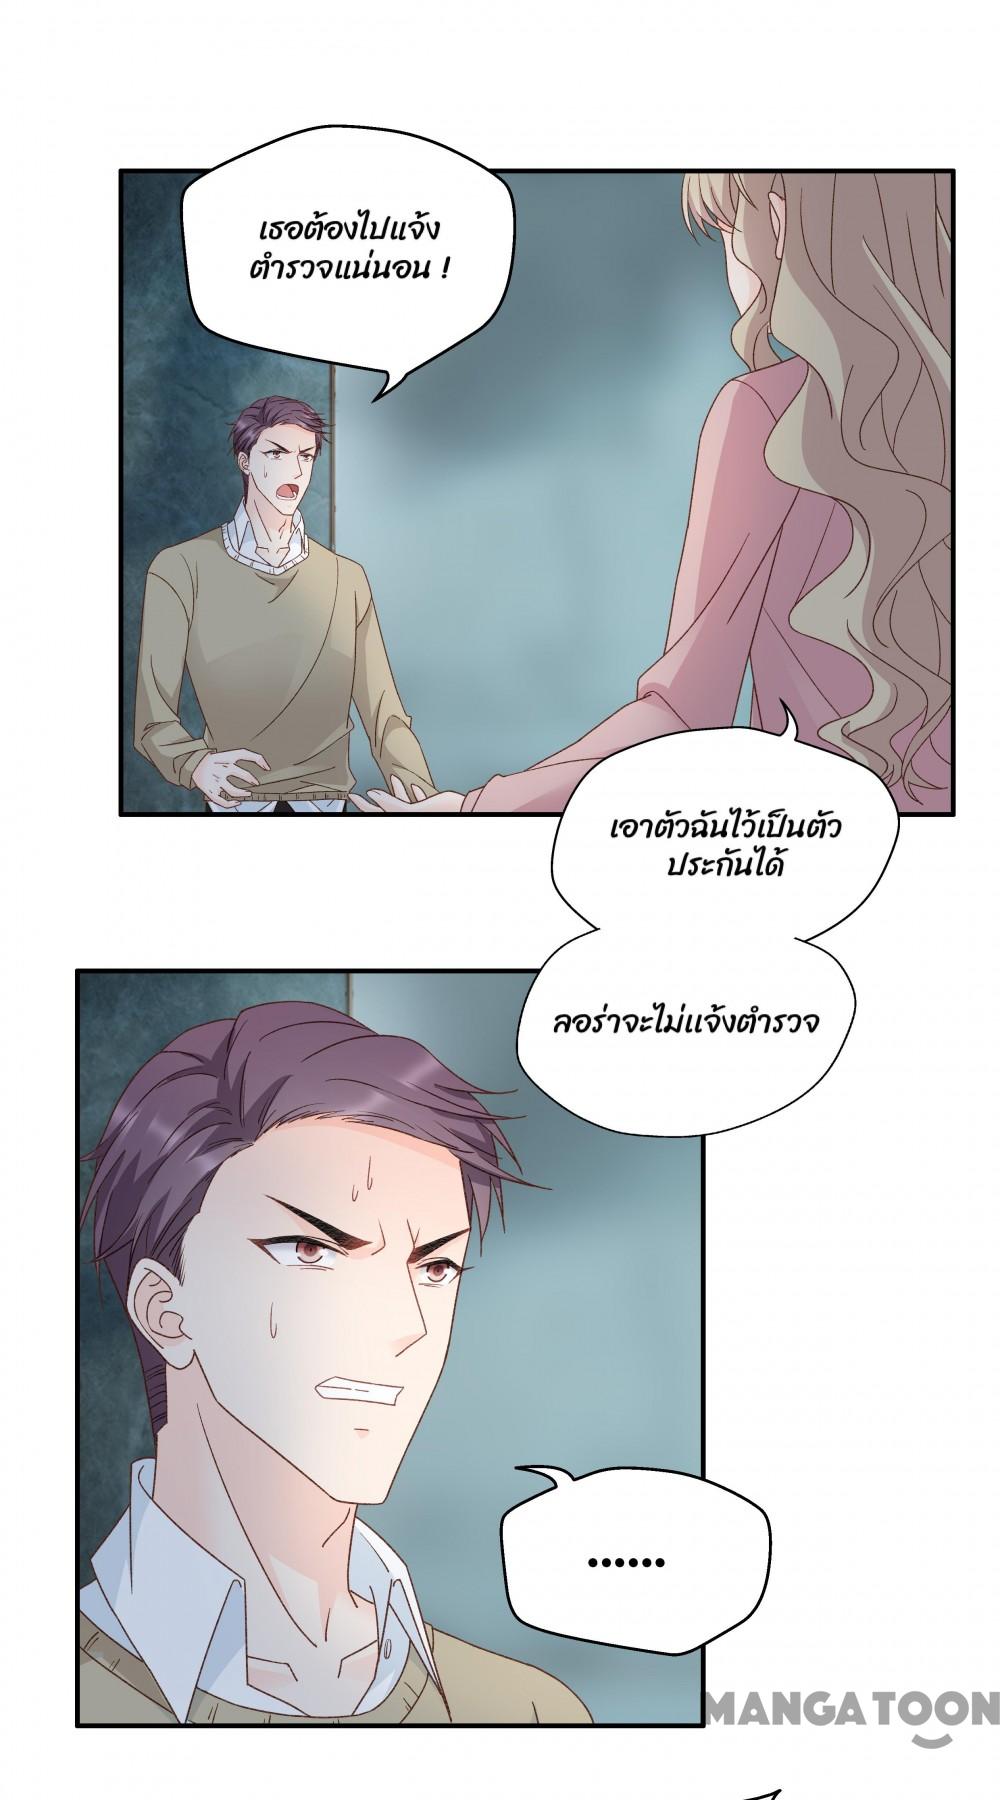 เธอต้องไปแจ้ง
ตำรวจแน่นอน !
เอาตัวฉันไว้เป็นตัว
ประกันได้
ลอร่าจะไม่แจ้งตำรวจ
......
MANGATOON